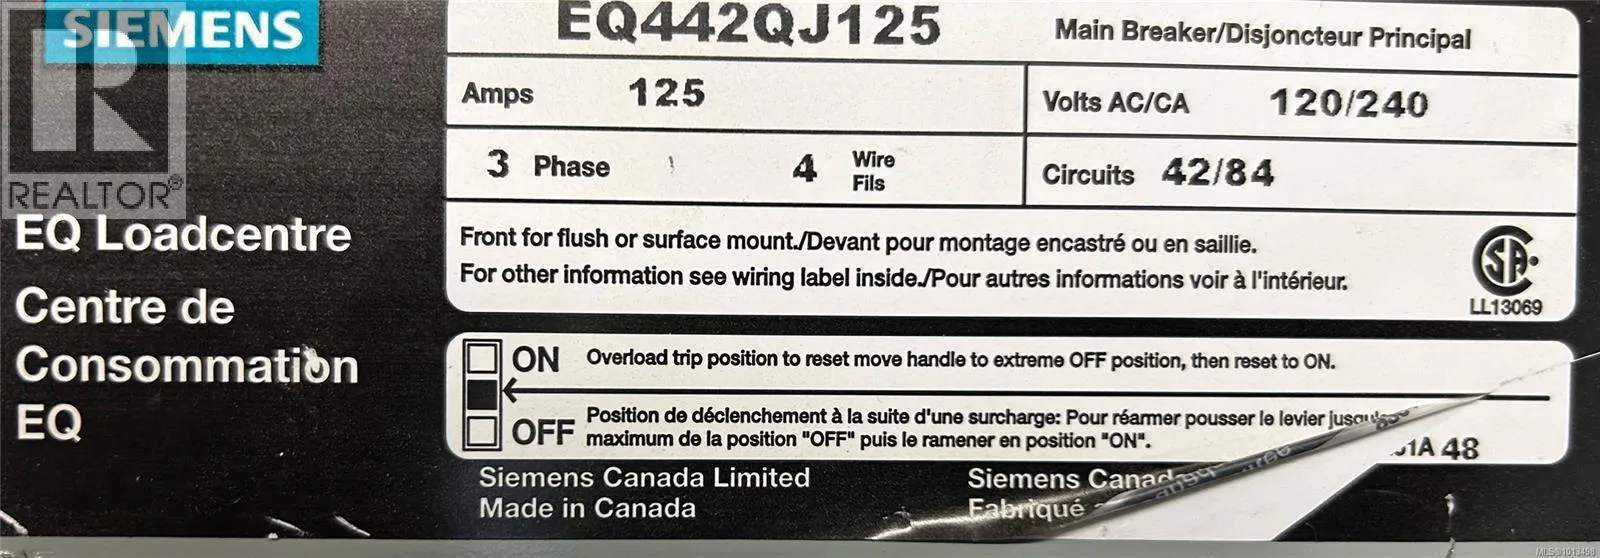 SIEMENS
REALTOR®
EQ Loadcentre
Centre de
Consommation
EQ
EQ442QJ125
Main Breaker/Disjoncteur Principal
Amps 125
Volts AC/CA 120/240
3 Phase 4 Wire
Fils
Circuits 42/84
Front for flush or surface mount./Devant pour montage encastré ou en saillie.
For other information see wiring label inside./Pour autres informations voir à l'intérieur.
LL13069
ON Overload trip position to reset move handle to extreme OFF position, then reset to ON.
Position de déclenchement à la suite d'une surcharge: Pour réarmer pousser le levier
OFF maximum de la position "OFF" puis le ramener en position "ON".
48
Siemens Canada Limited
Made in Canada
Siemens
Fabriqué
MLS®1013498